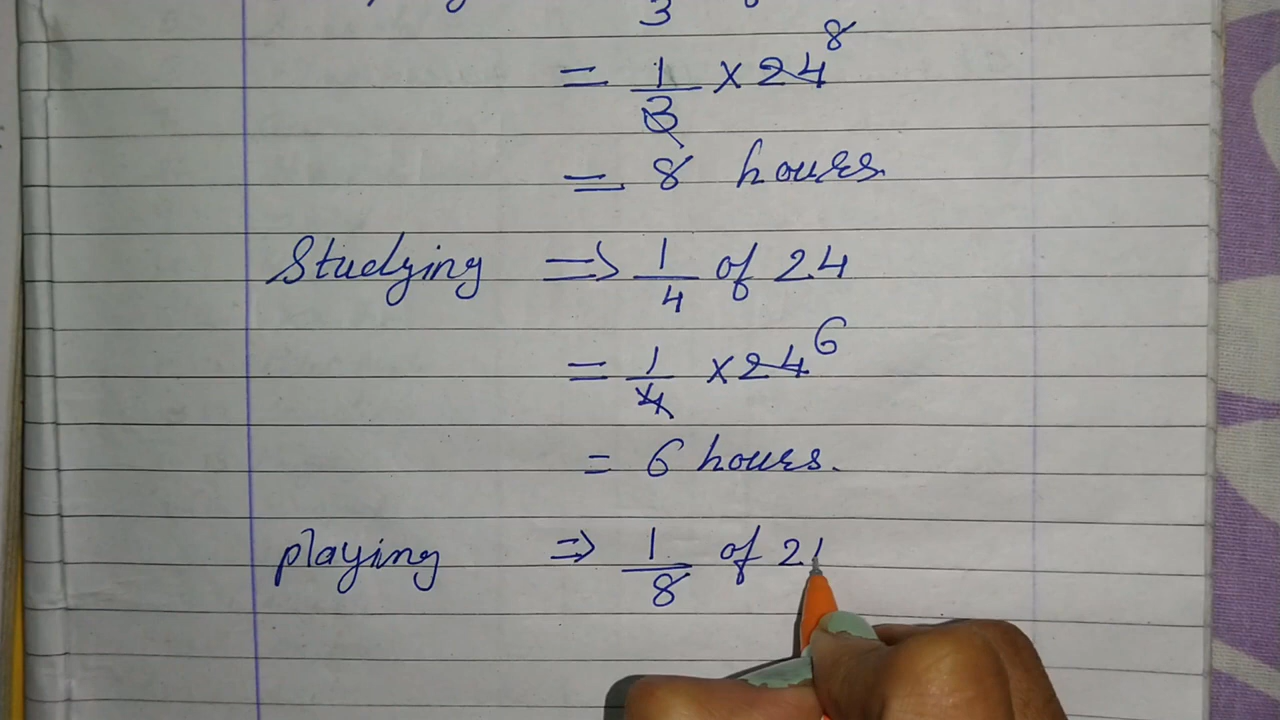 3
= 1/3 × 24 8
= 8 hours.
Studying ⇒ 1/4 of 24
= 1/4 × 24 6
= 6 hours.
playing ⇒ 1/8 of 2